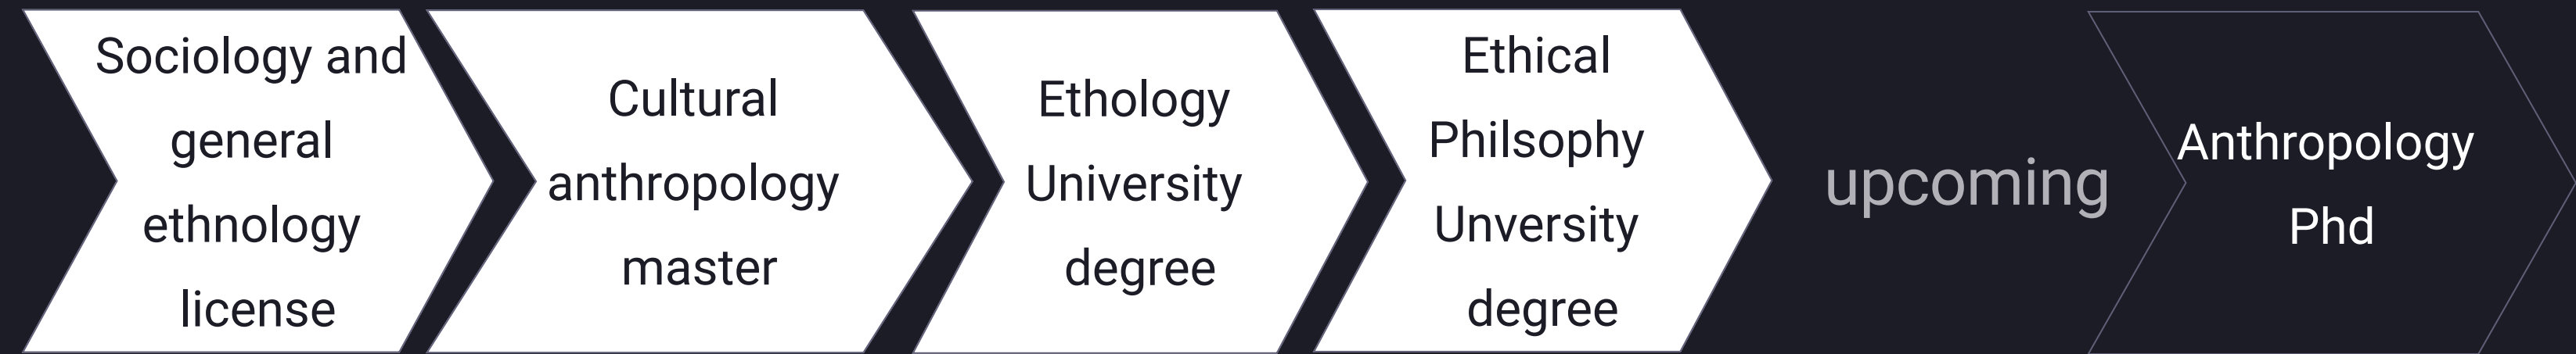 Sociology and
general
ethnology
license
Cultural
anthropology
master
Ethology
University
degree
Ethical
Philsophy
Unversity
degree
upcoming
Anthropology
Phd